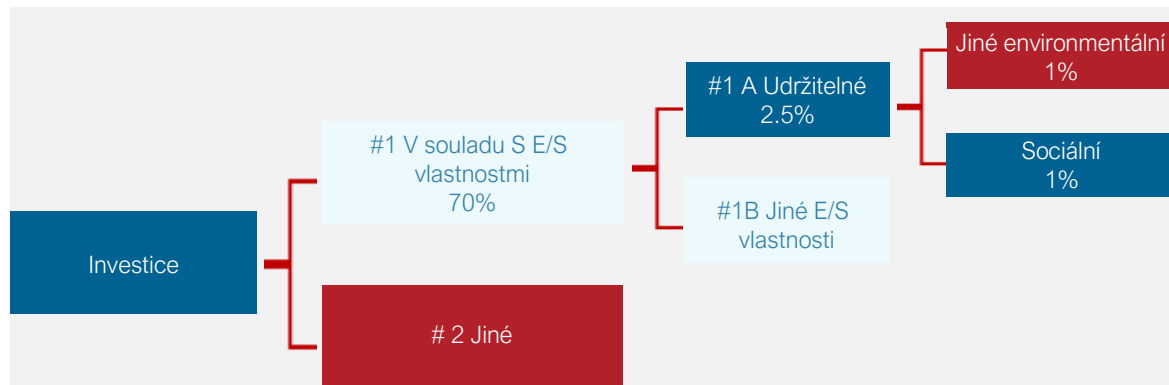 Investice
#1 V souladu S E/S
vlastnostmi
70%
# 2 Jiné
#1 A Udržitelné
2.5%
#1B Jiné E/S
vlastnosti
Jiné environmentální
1%
Sociální
1%